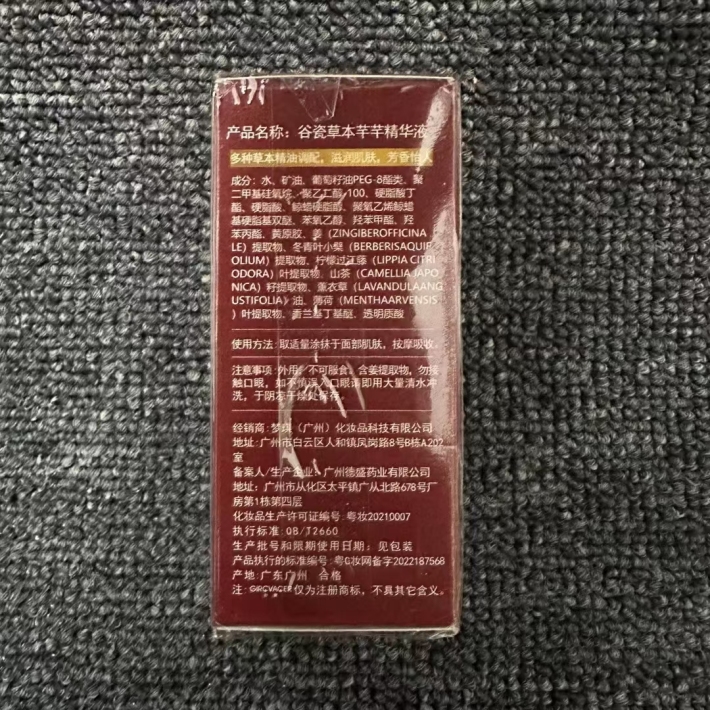 产品名称：谷瓷草本芊芊精华液
多种草本精油调配，滋润肌肤，芳香怡人
成分：水、矿油、葡萄籽油PEG-8酯类、聚
二甲基硅氧烷、聚乙二醇-100、硬脂酸丁
酯、硬脂酸、鲸蜡硬脂醇、聚氧乙烯鲸蜡
基硬脂基双醚、苯氧乙醇、羟苯甲酯、羟
苯丙酯、黄原胶、姜（ZINGIBEROFFICINA
LE）提取物、冬青叶小檗（BERBERISAQUIF
OLIUM）提取物、柠檬过江藤（LIPPIA CITRI
ODORA）叶提取物、山茶（CAMELLIA JAPO
NICA）籽提取物、薰衣草（LAVANDULAANG
USTIFOLIA）油、薄荷（MENTHAARVENSIS
）叶提取物、香兰基丁基醚、透明质酸
使用方法：取适量涂抹于面部肌肤，按摩吸收。
注意事项：外用，不可服食，含姜提取物，勿接
触口眼，如不慎误入口眼请即用大量清水冲
洗，于阴凉干燥处保存。
经销商：梦琪（广州）化妆品科技有限公司
地址：广州市白云区人和镇凤岗路8号B栋A202
室
备案人/生产企业：广州德盛药业有限公司
地址：广州市从化区太平镇广从北路678号厂
房第1栋第四层
化妆品生产许可证编号：粤妆20210007
执行标准：QB/T2660
生产批号和限期使用日期：见包装
产品执行的标准编号：粤G妆网备字2022187568
产地：广东广州 合格
注：GIRCVAGER仅为注册商标，不具其它含义。